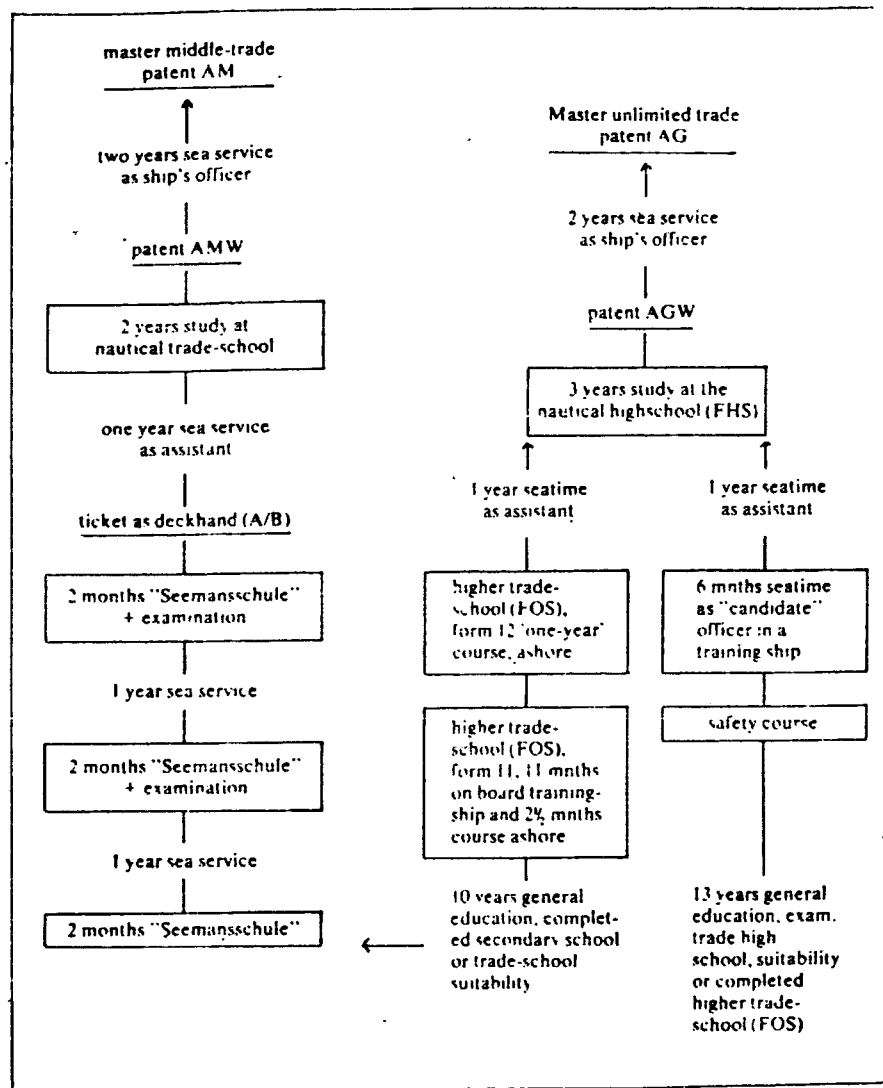 master middle-trade
patent AM
two years sea service
as ship's officer
patent AMW
2 years study at
nautical trade-school
one year sea service
as assistant
ticket as deckhand (A/B)
2 months "Seemansschule"
+ examination
1 year sea service
2 months "Seemansschule"
+ examination
1 year sea service
2 months "Seemansschule"
Master unlimited trade
patent AG
2 years sea service
as ship's officer
patent AGW
3 years study at the
nautical highschool (FHS)
1 year seatime
as assistant
higher trade-
school (FOS),
form 12 'one-year'
course, ashore
higher trade-
school (FOS),
form 11, 11 mnths
on board training-
ship and 2½ mnths
course ashore
10 years general
education, complet-
ed secondary school
or trade-school
suitability
1 year seatime
as assistant
6 mnths seatime
as "candidate"
officer in a
training ship
safety course
13 years general
education, exam.
trade high
school, suitability
or completed
higher trade-
school (FOS)